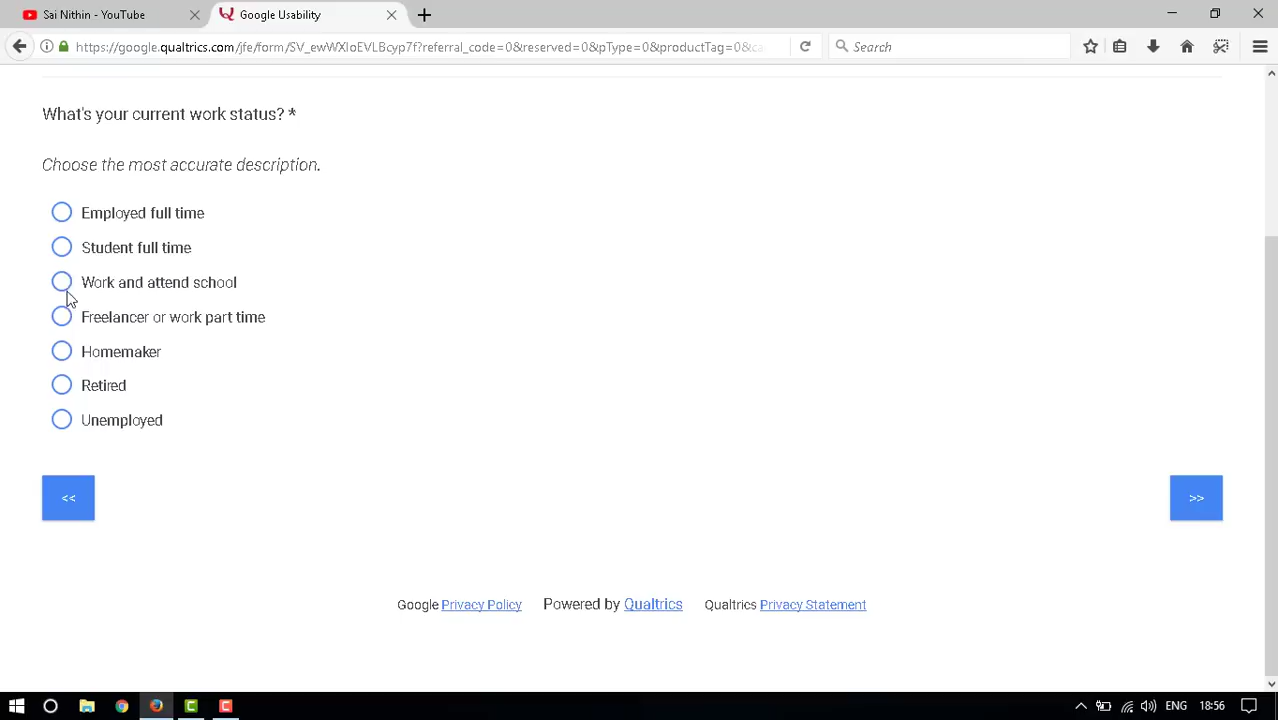 Sai Nithin - YouTube
Google Usability
https://google.qualtrics.com/jfe/form/SV_ewWXIoEVLBcyp7f?referral_code=0&reserved=0&pType=0&productTag=0&ca
Search
What's your current work status? *
Choose the most accurate description.
Employed full time
Student full time
Work and attend school
Freelancer or work part time
Homemaker
Retired
Unemployed
<< >>
Google Privacy Policy Powered by Qualtrics Qualtrics Privacy Statement
ENG 18:56